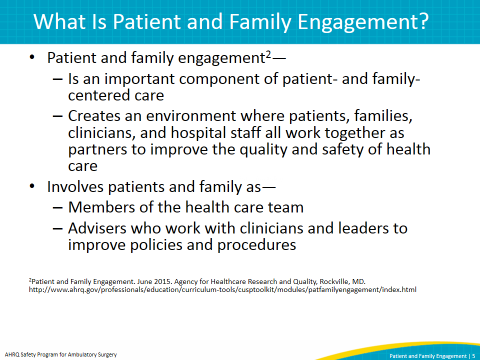 What Is Patient and Family Engagement?
• Patient and family engagement²—
– Is an important component of patient- and family-
centered care
– Creates an environment where patients, families,
clinicians, and hospital staff all work together as
partners to improve the quality and safety of health
care
• Involves patients and family as—
– Members of the health care team
– Advisers who work with clinicians and leaders to
improve policies and procedures
²Patient and Family Engagement. June 2015. Agency for Healthcare Research and Quality, Rockville, MD.
http://www.ahrq.gov/professionals/education/curriculum-tools/cusptoolkit/modules/patfamilyengagement/index.html
AHRQ Safety Program for Ambulatory Surgery
Patient and Family Engagement | 5